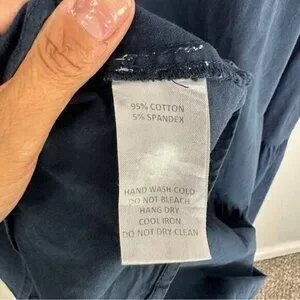 95% COTTON
5% SPANDEX
HAND WASH COLD
DO NOT BLEACH
HANG DRY
COOL IRON
DO NOT DRY CLEAN